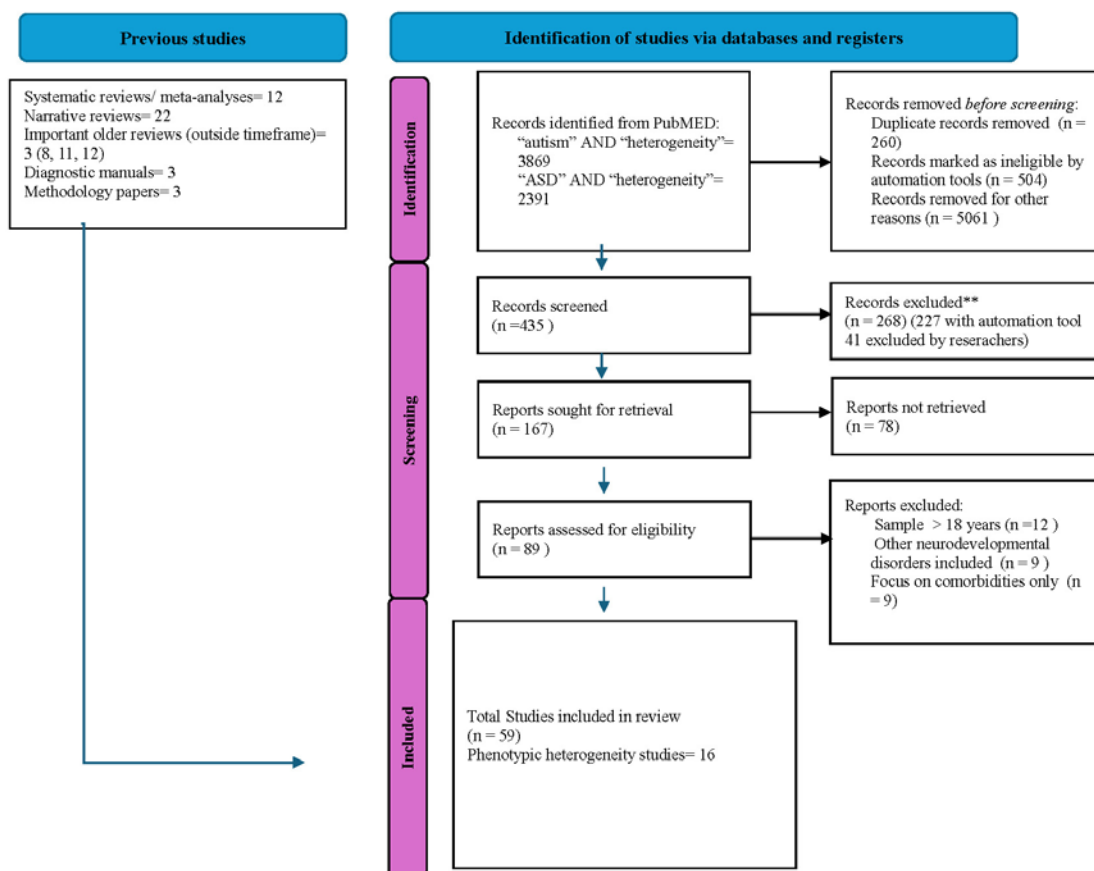 Previous studies
Systematic reviews/ meta-analyses= 12
Narrative reviews= 22
Important older reviews (outside timeframe)=
3 (8, 11, 12)
Diagnostic manuals= 3
Methodology papers= 3
Identification of studies via databases and registers
Identification
Records identified from PubMED:
“autism” AND “heterogeneity”=
3869
“ASD” AND “heterogeneity”=
2391
Records removed before screening:
Duplicate records removed (n =
260)
Records marked as ineligible by
automation tools (n = 504)
Records removed for other
reasons (n = 5061 )
Screening
Records screened
(n =435 )
Records excluded**
(n = 268) (227 with automation tool
41 excluded by reserachers)
Reports sought for retrieval
(n = 167)
Reports not retrieved
(n = 78)
Reports assessed for eligibility
(n = 89 )
Reports excluded:
Sample > 18 years (n =12 )
Other neurodevelopmental
disorders included (n = 9 )
Focus on comorbidities only (n
= 9)
Included
Total Studies included in review
(n = 59)
Phenotypic heterogeneity studies= 16